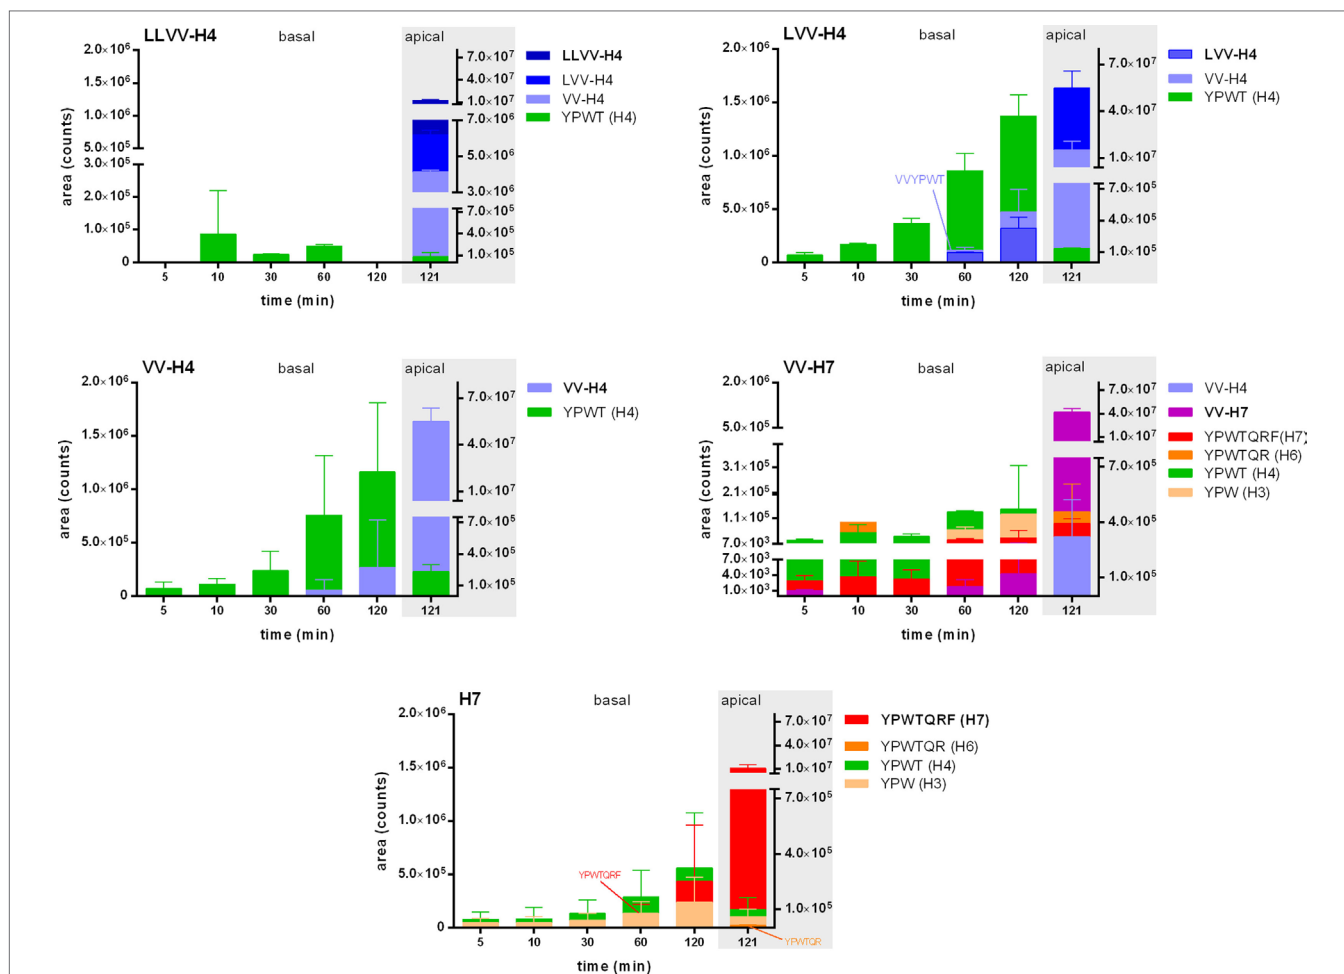 LLVV-H4 basal apical
area (counts)
2.0×10⁶
1.5×10⁶
1.0×10⁶
5.0×10⁵
3.0×10⁵
2.0×10⁵
1.0×10⁵
0
7.0×10⁷
4.0×10⁷
1.0×10⁷
7.0×10⁶
5.0×10⁶
3.0×10⁶
7.0×10⁵
4.0×10⁵
1.0×10⁵
LLVV-H4
LVV-H4
VV-H4
YPWT (H4)
5 10 30 60 120 121
time (min)
LVV-H4 basal apical
area (counts)
2.0×10⁶
1.5×10⁶
1.0×10⁶
5.0×10⁵
0
VVYPWT
7.0×10⁷
4.0×10⁷
1.0×10⁷
7.0×10⁵
4.0×10⁵
1.0×10⁵
LVV-H4
VV-H4
YPWT (H4)
5 10 30 60 120 121
time (min)
VV-H4 basal apical
area (counts)
2.0×10⁶
1.5×10⁶
1.0×10⁶
5.0×10⁵
0
7.0×10⁷
4.0×10⁷
1.0×10⁷
7.0×10⁵
4.0×10⁵
1.0×10⁵
VV-H4
YPWT (H4)
5 10 30 60 120 121
time (min)
VV-H7 basal apical
area (counts)
2.0×10⁶
5.0×10⁵
3.1×10⁵
2.1×10⁵
1.1×10⁵
7.0×10³
7.0×10³
4.0×10³
1.0×10³
7.0×10⁷
4.0×10⁷
1.0×10⁷
7.0×10⁵
4.0×10⁵
1.0×10⁵
VV-H4
VV-H7
YPWTQRF(H7)
YPWTQR (H6)
YPWT (H4)
YPW (H3)
5 10 30 60 120 121
time (min)
H7 basal apical
area (counts)
2.0×10⁶
1.5×10⁶
1.0×10⁶
5.0×10⁵
0
YPWTQRF
7.0×10⁷
4.0×10⁷
1.0×10⁷
7.0×10⁵
4.0×10⁵
1.0×10⁵
YPWTQR
YPWTQRF (H7)
YPWTQR (H6)
YPWT (H4)
YPW (H3)
5 10 30 60 120 121
time (min)